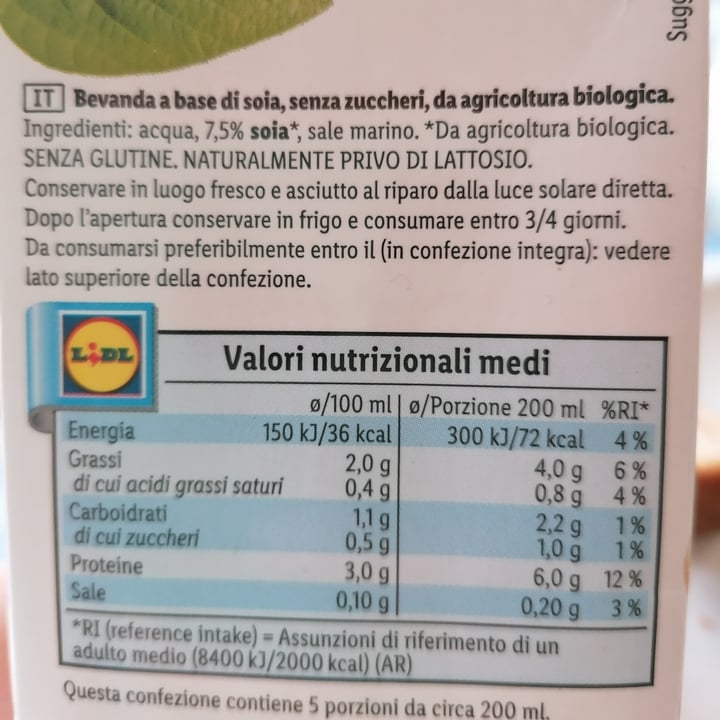 Sugg
IT Bevanda a base di soia, senza zuccheri, da agricoltura biologica.
Ingredienti: acqua, 7,5% soia*, sale marino. *Da agricoltura biologica.
SENZA GLUTINE. NATURALMENTE PRIVO DI LATTOSIO.
Conservare in luogo fresco e asciutto al riparo dalla luce solare diretta.
Dopo l'apertura conservare in frigo e consumare entro 3/4 giorni.
Da consumarsi preferibilmente entro il (in confezione integra): vedere
lato superiore della confezione.
LIDL
Valori nutrizionali medi
ø/100 ml ø/Porzione 200 ml %RI*
Energia 150 kJ/36 kcal 300 kJ/72 kcal 4 %
Grassi 2,0 g 4,0 g 6 %
di cui acidi grassi saturi 0,4 g 0,8 g 4 %
Carboidrati 1,1 g 2,2 g 1 %
di cui zuccheri 0,5 g 1,0 g 1 %
Proteine 3,0 g 6,0 g 12 %
Sale 0,10 g 0,20 g 3 %
*RI (reference intake) = Assunzioni di riferimento di un
adulto medio (8400 kJ/2000 kcal) (AR)
Questa confezione contiene 5 porzioni da circa 200 ml.